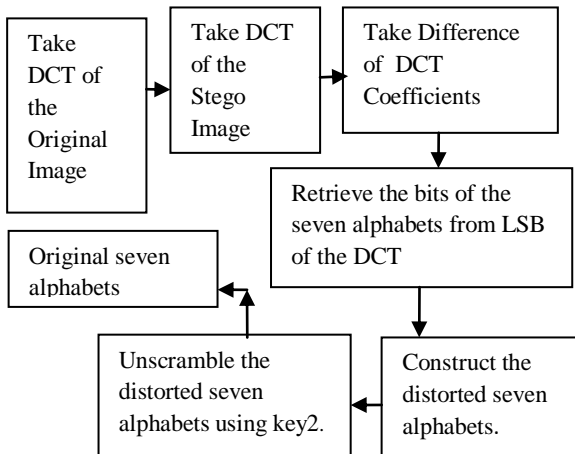 Take
DCT of
the
Original
Image
Take DCT
of the
Stego
Image
Take Difference
of DCT
Coefficients
Retrieve the bits of the
seven alphabets from LSB
of the DCT
Construct the
distorted seven
alphabets.
Unscramble the
distorted seven
alphabets using key2.
Original seven
alphabets